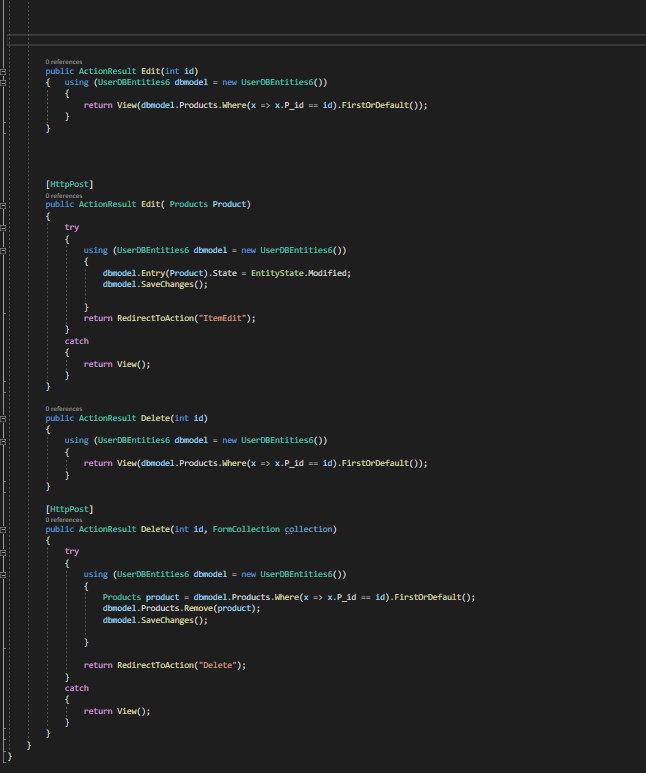 0 references
public ActionResult Edit(int id)
{   using (UserDBEntities6 dbmodel = new UserDBEntities6())
{
return View(dbmodel.Products.Where(x => x.P_id == id).FirstOrDefault());
}
}
[HttpPost]
0 references
public ActionResult Edit( Products Product)
{
try
{
using (UserDBEntities6 dbmodel = new UserDBEntities6())
{
dbmodel.Entry(Product).State = EntityState.Modified;
dbmodel.SaveChanges();
}
return RedirectToAction("ItemEdit");
}
catch
{
return View();
}
}
0 references
public ActionResult Delete(int id)
{
using (UserDBEntities6 dbmodel = new UserDBEntities6())
{
return View(dbmodel.Products.Where(x => x.P_id == id).FirstOrDefault());
}
}
[HttpPost]
0 references
public ActionResult Delete(int id, FormCollection collection)
{
try
{
using (UserDBEntities6 dbmodel = new UserDBEntities6())
{
Products product = dbmodel.Products.Where(x => x.P_id == id).FirstOrDefault();
dbmodel.Products.Remove(product);
dbmodel.SaveChanges();
}
return RedirectToAction("Delete");
}
catch
{
return View();
}
}
}
}